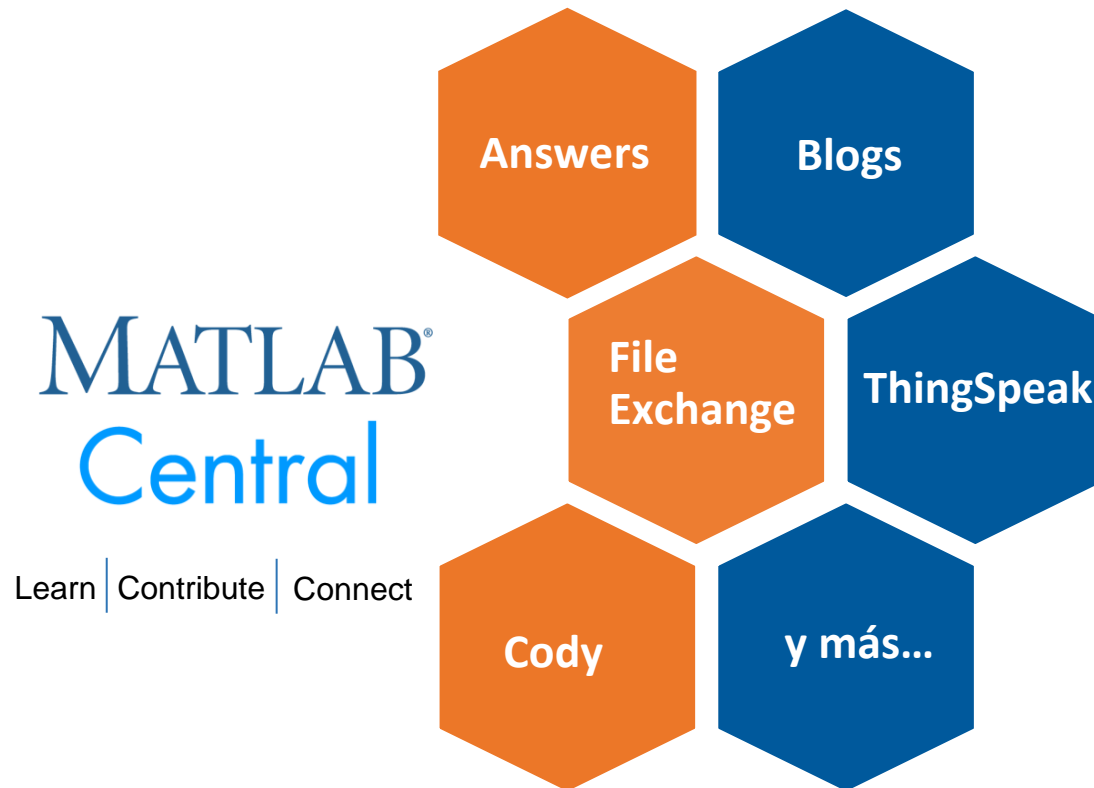 MATLAB®
Central
Learn | Contribute | Connect
Answers
Blogs
File
Exchange
ThingSpeak
Cody
y más...